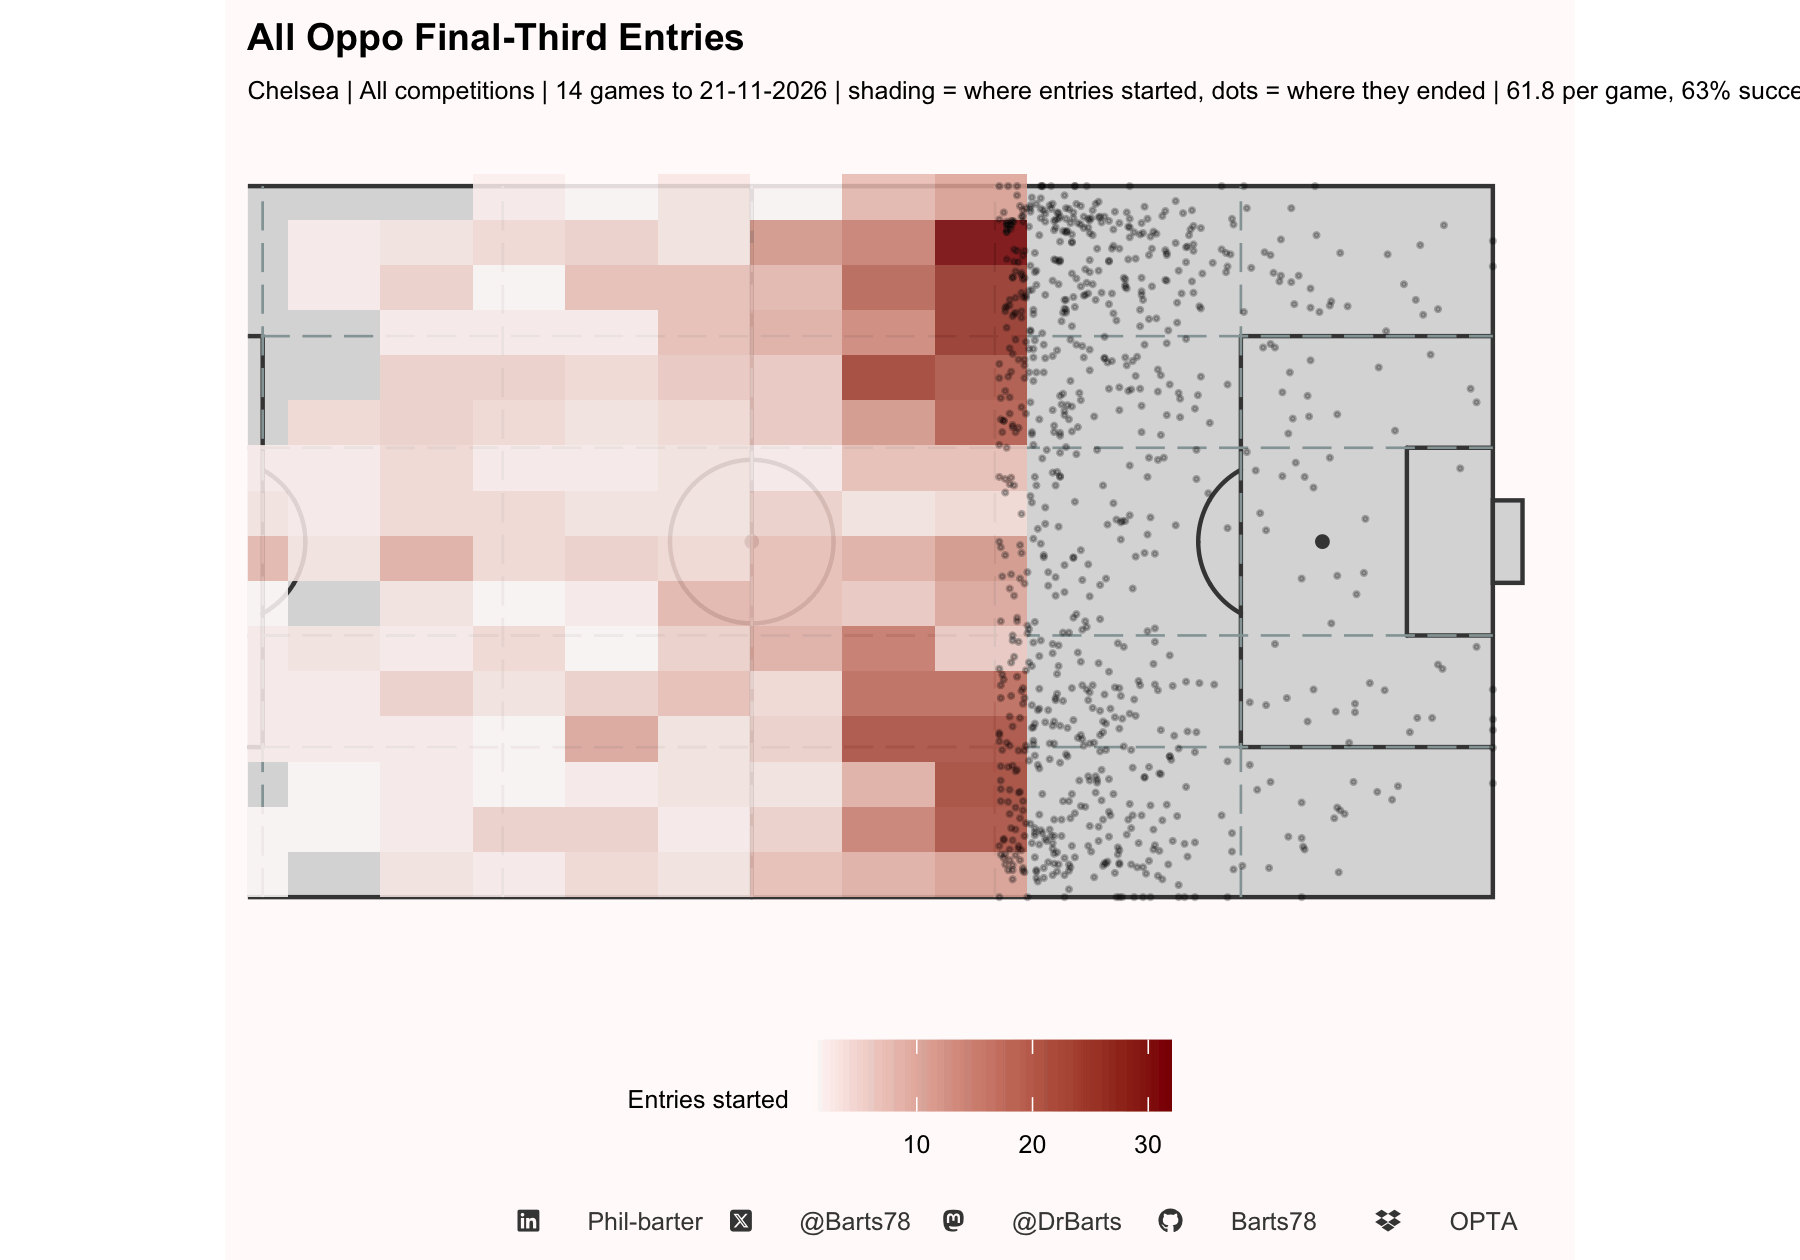 All Oppo Final-Third Entries
Chelsea | All competitions | 14 games to 21-11-2026 | shading = where entries started, dots = where they ended | 61.8 per game, 63% succe
Entries started
10 20 30
Phil-barter @Barts78 @DrBarts Barts78 OPTA